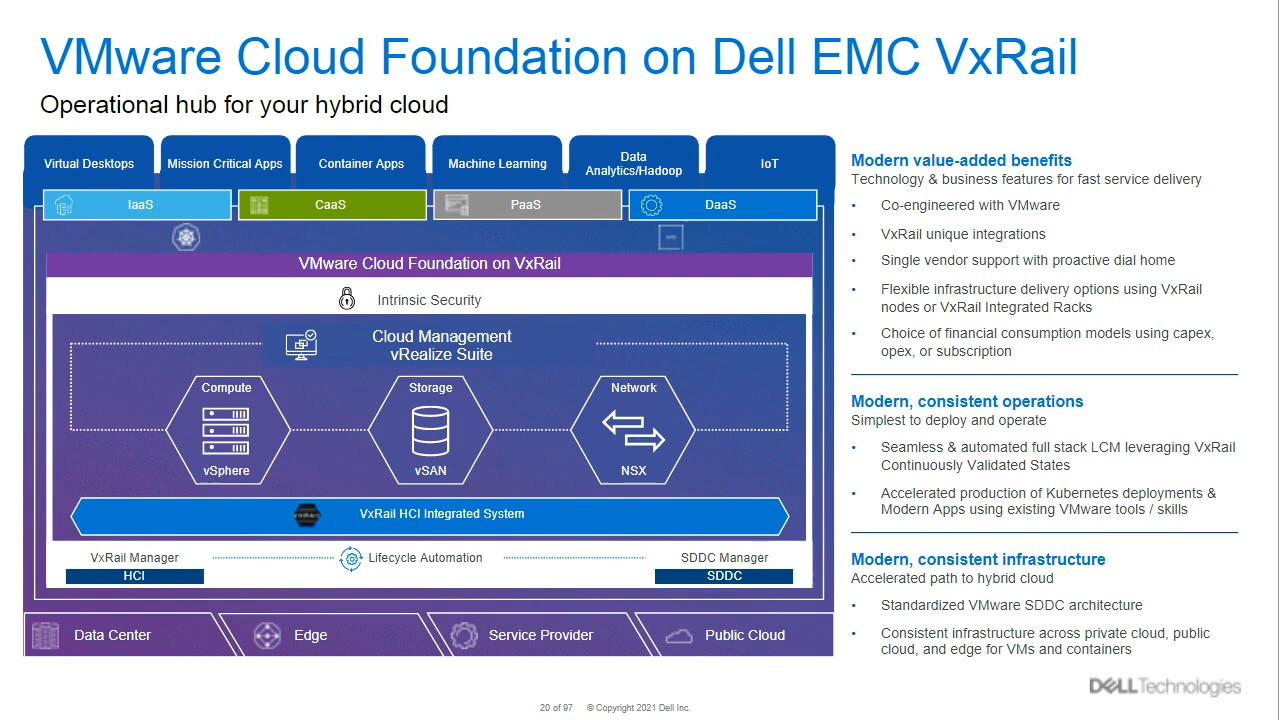 VMware Cloud Foundation on Dell EMC VxRail
Operational hub for your hybrid cloud
Virtual Desktops
Mission Critical Apps
Container Apps
Machine Learning
Data
Analytics/Hadoop
IoT
IaaS
CaaS
PaaS
DaaS
VMware Cloud Foundation on VxRail
Intrinsic Security
Cloud Management
vRealize Suite
Compute
Storage
Network
vSphere
vSAN
NSX
VxRail HCI Integrated System
VxRail Manager
Lifecycle Automation
SDDC Manager
HCI
SDDC
Data Center
Edge
Service Provider
Public Cloud
Modern value-added benefits
Technology & business features for fast service delivery
• Co-engineered with VMware
• VxRail unique integrations
• Single vendor support with proactive dial home
• Flexible infrastructure delivery options using VxRail
nodes or VxRail Integrated Racks
• Choice of financial consumption models using capex,
opex, or subscription
Modern, consistent operations
Simplest to deploy and operate
• Seamless & automated full stack LCM leveraging VxRail
Continuously Validated States
• Accelerated production of Kubernetes deployments &
Modern Apps using existing VMware tools / skills
Modern, consistent infrastructure
Accelerated path to hybrid cloud
• Standardized VMware SDDC architecture
• Consistent infrastructure across private cloud, public
cloud, and edge for VMs and containers
DELL Technologies
20 of 97 © Copyright 2021 Dell Inc.